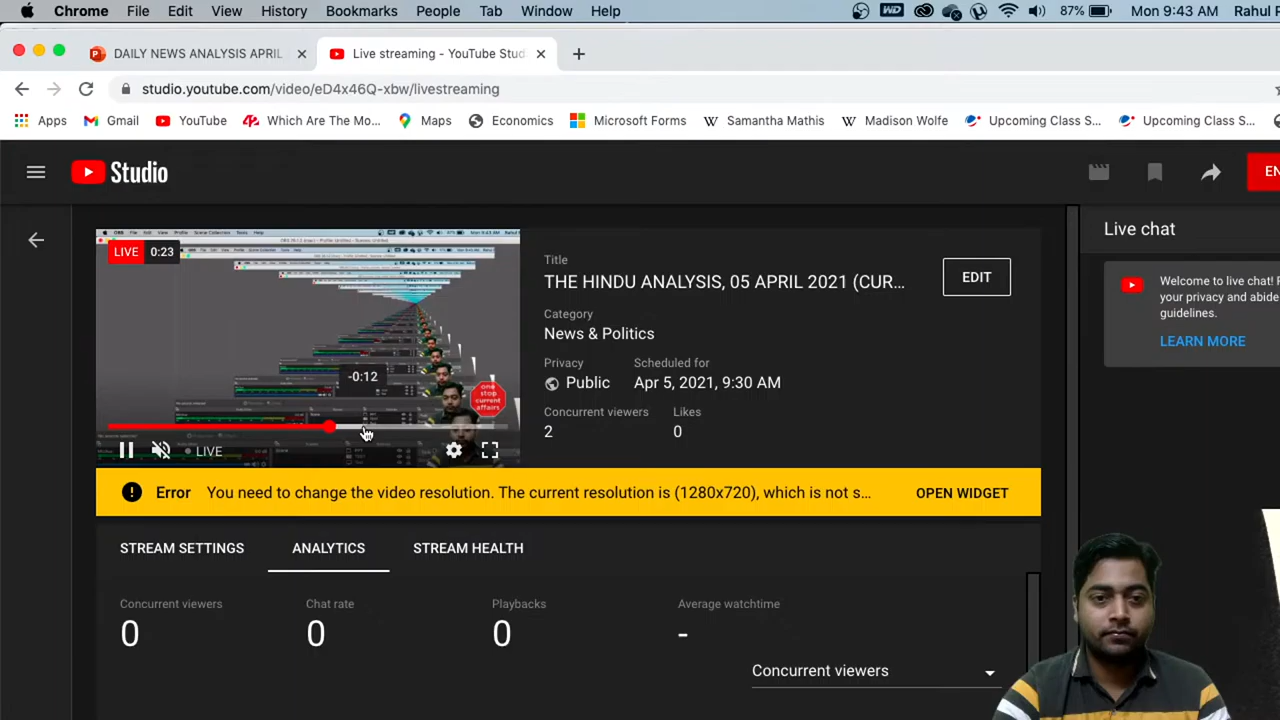 Chrome File Edit View History Bookmarks People Tab Window Help 87% Mon 9:43 AM Rahul
DAILY NEWS ANALYSIS APRIL
Live streaming - YouTube Stud
studio.youtube.com/video/eD4x46Q-xbw/livestreaming
Apps Gmail YouTube Which Are The Mo... Maps Economics Microsoft Forms Samantha Mathis Madison Wolfe Upcoming Class S... Upcoming Class S...
Studio
EN
LIVE 0:23
-0:12
one stop current affairs
LIVE
Title
THE HINDU ANALYSIS, 05 APRIL 2021 (CUR...
EDIT
Category
News & Politics
Privacy Scheduled for
Public Apr 5, 2021, 9:30 AM
Concurrent viewers Likes
2 0
Live chat
Welcome to live chat!
your privacy and abide
guidelines.
LEARN MORE
Error You need to change the video resolution. The current resolution is (1280x720), which is not s... OPEN WIDGET
STREAM SETTINGS ANALYTICS STREAM HEALTH
Concurrent viewers Chat rate Playbacks Average watchtime
0 0 0 -
Concurrent viewers